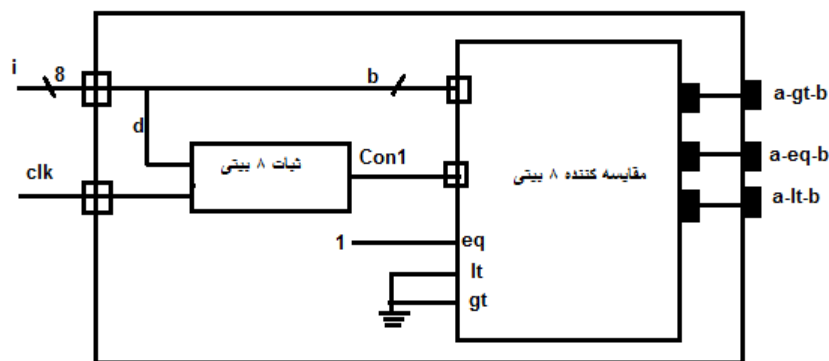 i
8
b
a-gt-b
d
clk
ثبات ۸ بیتی
Con1
مقایسه کننده ۸ بیتی
a-eq-b
a-lt-b
1
eq
lt
gt